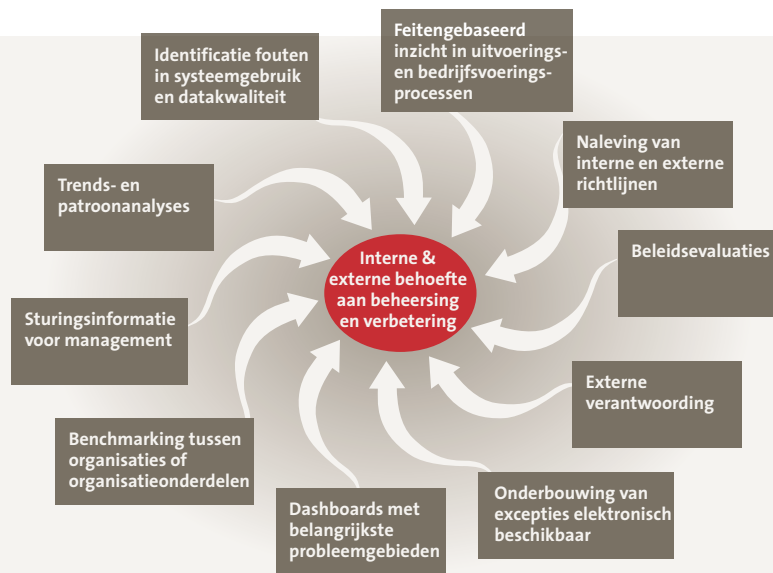 Feitengebaseerd
inzicht in uitvoerings-
en bedrijfsvoerings-
processen
Identificatie fouten
in systeemgebruik
en datakwaliteit
Naleving van
interne en externe
richtlijnen
Trends- en
patroonanalyses
Beleidsevaluaties
Interne &
externe behoefte
aan beheersing
en verbetering
Sturingsinformatie
voor management
Externe
verantwoording
Benchmarking tussen
organisaties of
organisatieonderdelen
Onderbouwing van
excepties elektronisch
beschikbaar
Dashboards met
belangrijkste
probleemgebieden